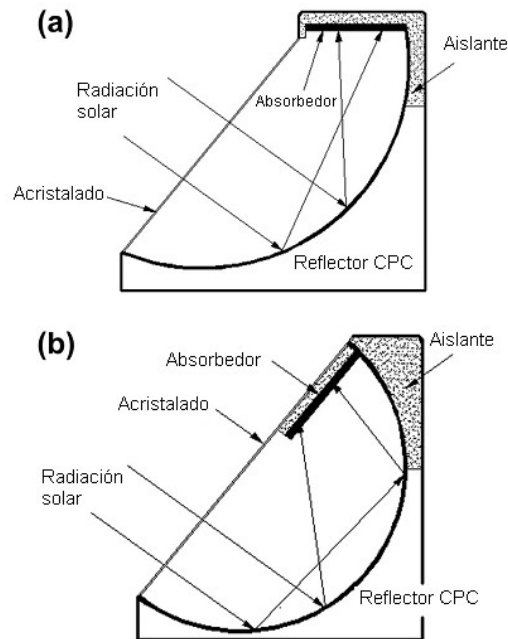 (a)
Aislante
Radiación
solar
Absorbedor
Acristalado
Reflector CPC
(b)
Aislante
Absorbedor
Acristalado
Radiación
solar
Reflector CPC